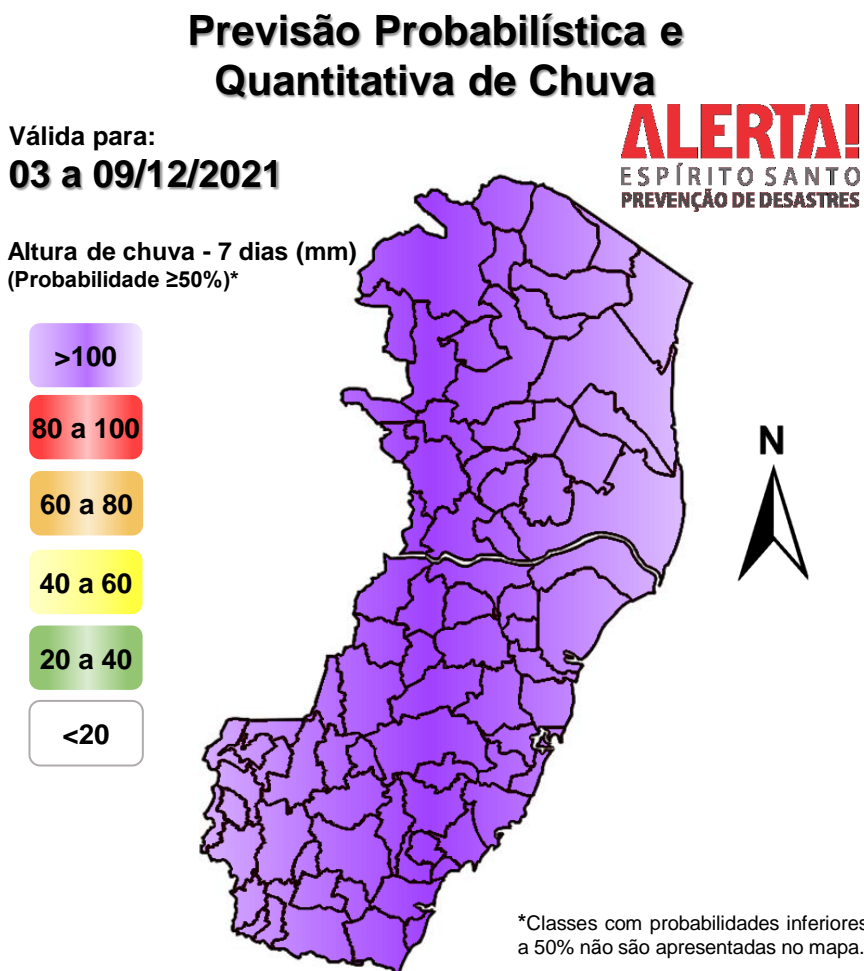 Previsão Probabilística e
Quantitativa de Chuva
Válida para:
03 a 09/12/2021
ALERTA!
ESPÍRITO SANTO
PREVENÇÃO DE DESASTRES
Altura de chuva - 7 dias (mm)
(Probabilidade ≥50%)*
>100
80 a 100
60 a 80
40 a 60
20 a 40
<20
N
*Classes com probabilidades inferiores
a 50% não são apresentadas no mapa.